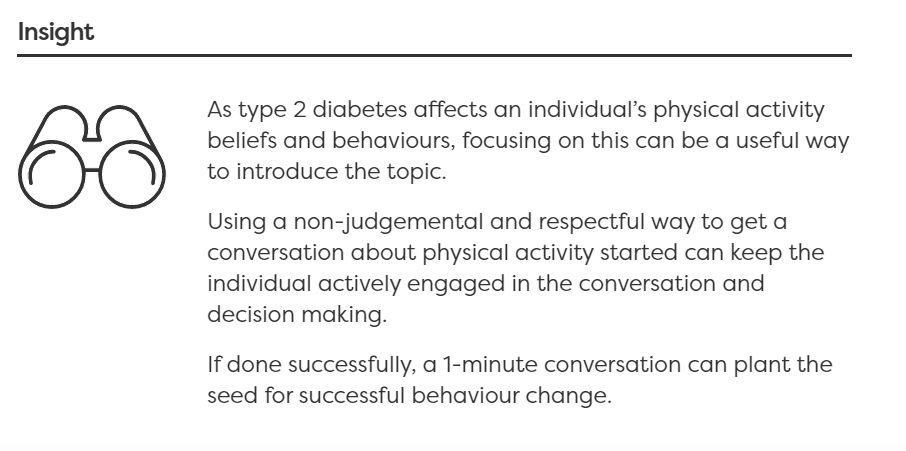 Insight
As type 2 diabetes affects an individual's physical activity
beliefs and behaviours, focusing on this can be a useful way
to introduce the topic.
Using a non-judgemental and respectful way to get a
conversation about physical activity started can keep the
individual actively engaged in the conversation and
decision making.
If done successfully, a 1-minute conversation can plant the
seed for successful behaviour change.